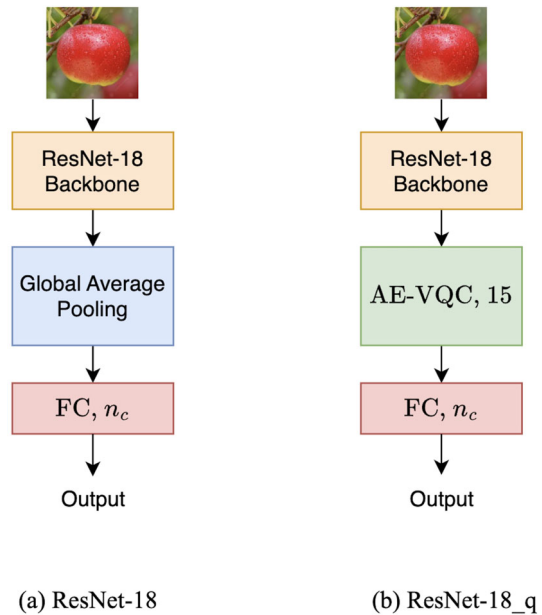 ResNet-18
Backbone
Global Average
Pooling
FC, n_c
Output
(a) ResNet-18
ResNet-18
Backbone
AE-VQC, 15
FC, n_c
Output
(b) ResNet-18_q